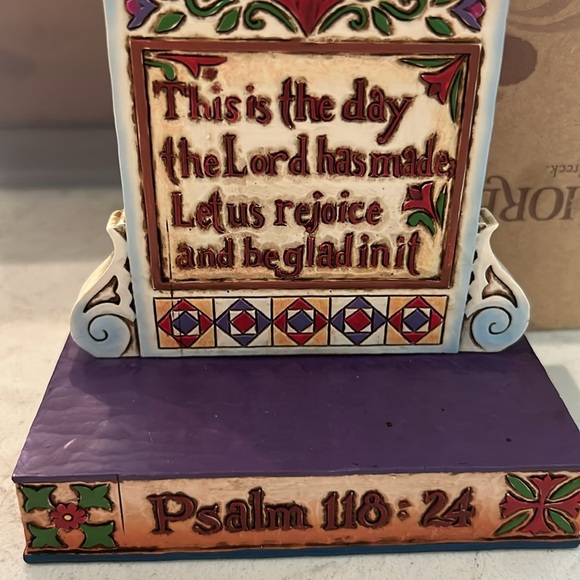 This is the day
the Lord has made,
Let us rejoice
and be glad in it
Psalm 118:24